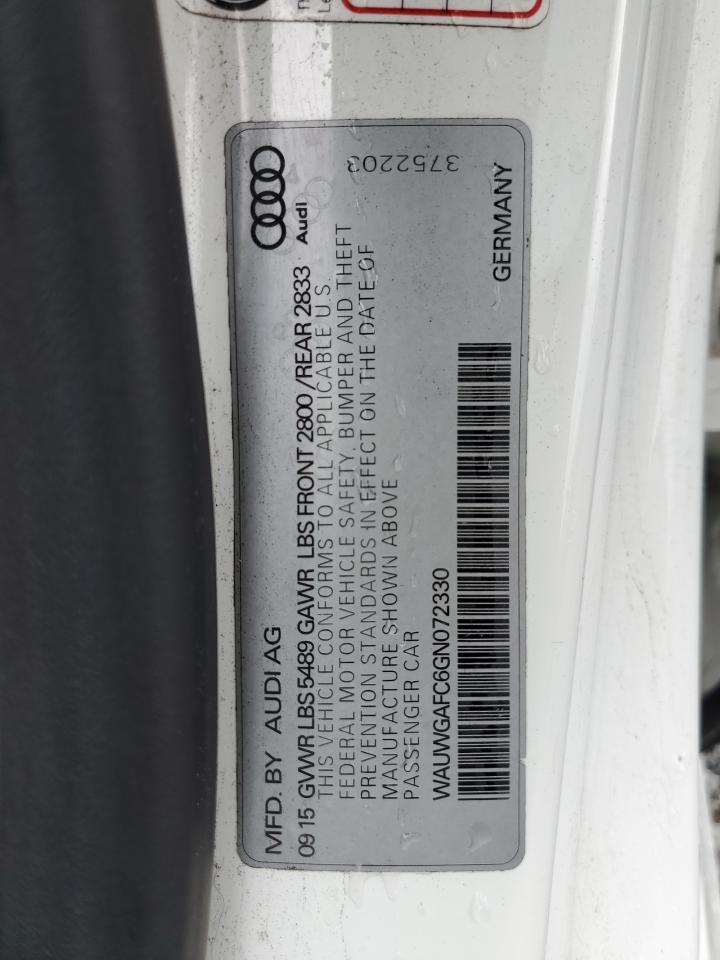 MFD. BY AUDI AG
Audi
09 15 GVWR LBS 5489 GAWR LBS FRONT 2800 /REAR 2833
THIS VEHICLE CONFORMS TO ALL APPLICABLE U.S.
FEDERAL MOTOR VEHICLE SAFETY. BUMPER AND THEFT
PREVENTION STANDARDS IN EFFECT ON THE DATE OF
MANUFACTURE SHOWN ABOVE
PASSENGER CAR
3752203
WAUWGAFC6GN072330
GERMANY